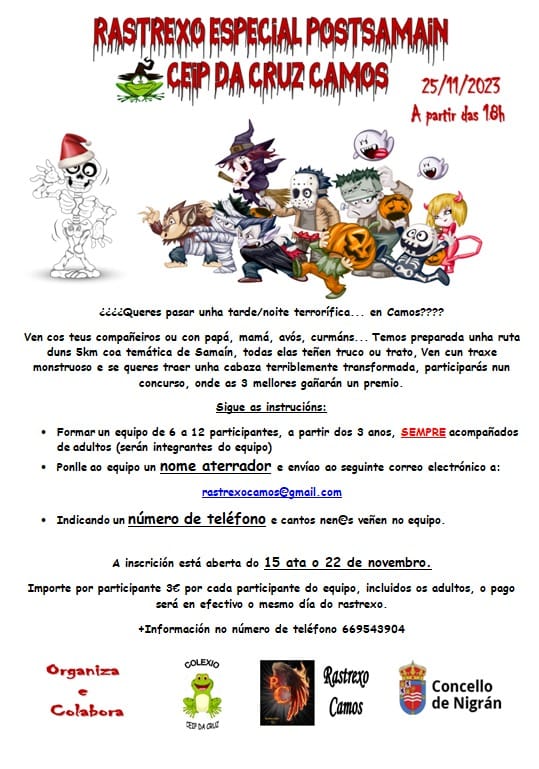 RASTREXO ESPECIAL POSTSAMAIN
CEIP DA CRUZ CAMOS
25/11/2023
A partir das 18h
¿¿¿¿Queres pasar unha tarde/noite terrorífica... en Camos????
Ven cos teus compañeiros ou con papá, mamá, avós, curmáns... Temos preparada unha ruta
duns 5km coa temática de Samaín, todas elas teñen truco ou trato, Ven cun traxe
monstruoso e se queres traer unha cabaza terriblemente transformada, participarás nun
concurso, onde as 3 mellores gañarán un premio.
Sigue as instrucións:
• Formar un equipo de 6 a 12 participantes, a partir dos 3 anos, SEMPRE acompañados
de adultos (serán integrantes do equipo)
• Ponlle ao equipo un nome aterrador e envíao ao seguinte correo electrónico a:
rastrexocamos@gmail.com
• Indicando un número de teléfono e cantos nen@s veñen no equipo.
A inscrición está aberta do 15 ata o 22 de novembro.
Importe por participante 3€ por cada participante do equipo, incluidos os adultos, o pago
será en efectivo o mesmo día do rastrexo.
+Información no número de teléfono 669543904
Organiza
e
Colabora
COLEXIO
CEIP DA CRUZ
RC
Rastrexo
Camos
Concello
de Nigrán